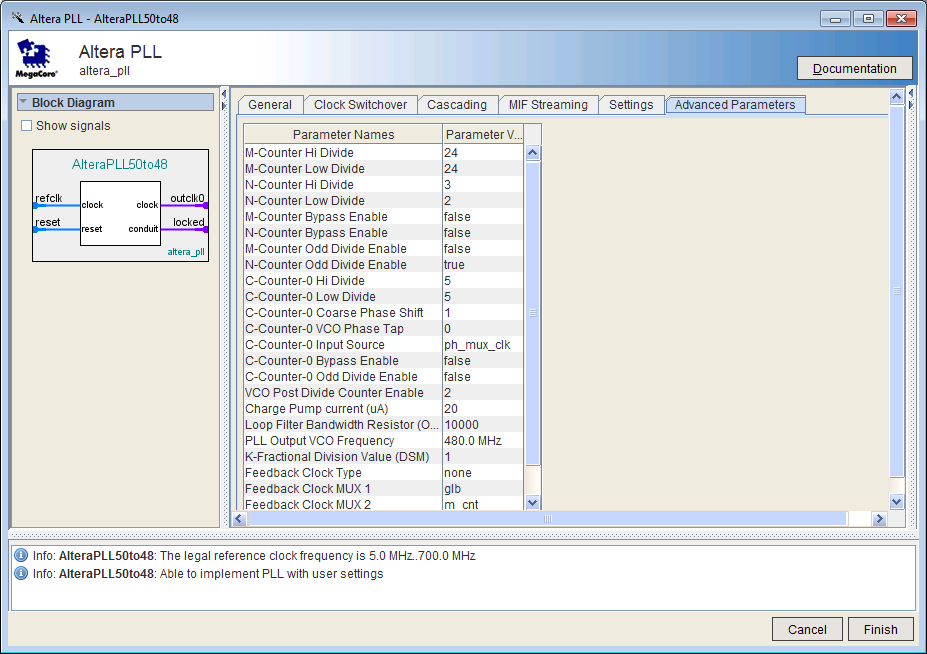 Altera PLL - AlteraPLL50to48
MegaCore®
Altera PLL
altera_pll
Documentation
Block Diagram
Show signals
AlteraPLL50to48
refclk
clock
clock
outclk0
reset
reset
conduit
locked
altera_pll
General
Clock Switchover
Cascading
MIF Streaming
Settings
Advanced Parameters
Parameter Names Parameter V...
M-Counter Hi Divide 24
M-Counter Low Divide 24
N-Counter Hi Divide 3
N-Counter Low Divide 2
M-Counter Bypass Enable false
N-Counter Bypass Enable false
M-Counter Odd Divide Enable false
N-Counter Odd Divide Enable true
C-Counter-0 Hi Divide 5
C-Counter-0 Low Divide 5
C-Counter-0 Coarse Phase Shift 1
C-Counter-0 VCO Phase Tap 0
C-Counter-0 Input Source ph_mux_clk
C-Counter-0 Bypass Enable false
C-Counter-0 Odd Divide Enable false
VCO Post Divide Counter Enable 2
Charge Pump current (uA) 20
Loop Filter Bandwidth Resistor (O... 10000
PLL Output VCO Frequency 480.0 MHz
K-Fractional Division Value (DSM) 1
Feedback Clock Type none
Feedback Clock MUX 1 glb
Feedback Clock MUX 2 m_cnt
Info: AlteraPLL50to48: The legal reference clock frequency is 5.0 MHz..700.0 MHz
Info: AlteraPLL50to48: Able to implement PLL with user settings
Cancel
Finish